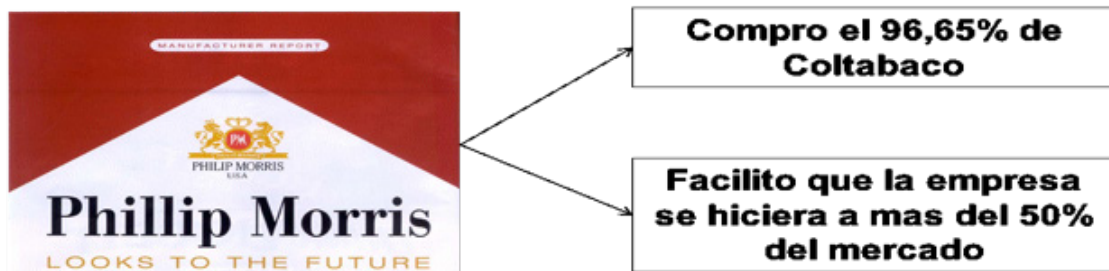 MANUFACTURER REPORT
PM
PHILIP MORRIS
USA
Phillip Morris
LOOKS TO THE FUTURE
Compro el 96,65% de
Coltabaco
Facilito que la empresa
se hiciera a mas del 50%
del mercado